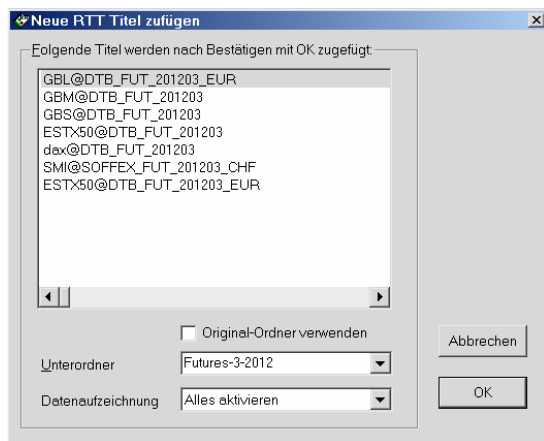 Neue RTT Titel zufügen
Folgende Titel werden nach Bestätigen mit OK zugefügt:
GBL@DTB_FUT_201203_EUR
GBM@DTB_FUT_201203
GBS@DTB_FUT_201203
ESTX50@DTB_FUT_201203
dax@DTB_FUT_201203
SMI@SOFFEX_FUT_201203_CHF
ESTX50@DTB_FUT_201203_EUR
Original-Ordner verwenden
Abbrechen
Unterordner Futures-3-2012
OK
Datenaufzeichnung Alles aktivieren